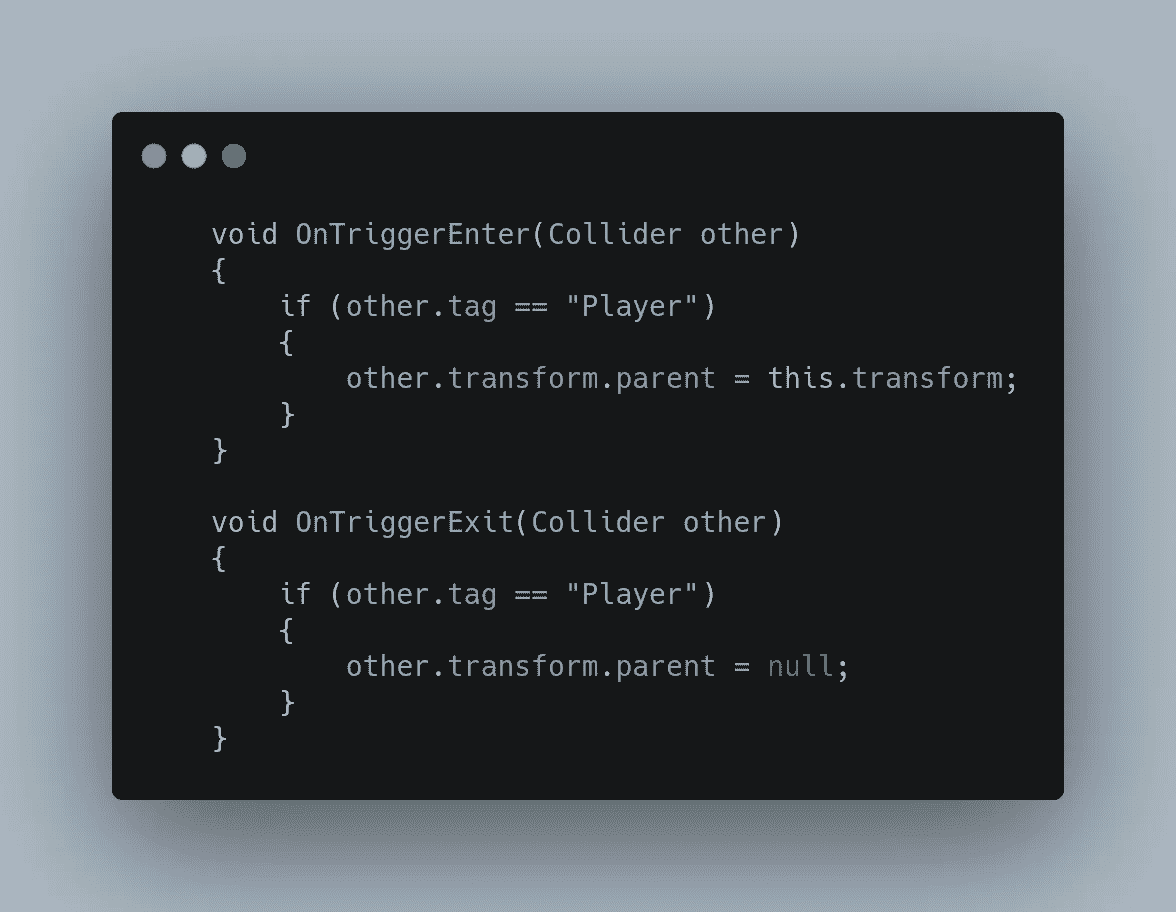 void OnTriggerEnter(Collider other)
{
    if (other.tag == "Player")
    {
        other.transform.parent = this.transform;
    }
}

void OnTriggerExit(Collider other)
{
    if (other.tag == "Player")
    {
        other.transform.parent = null;
    }
}